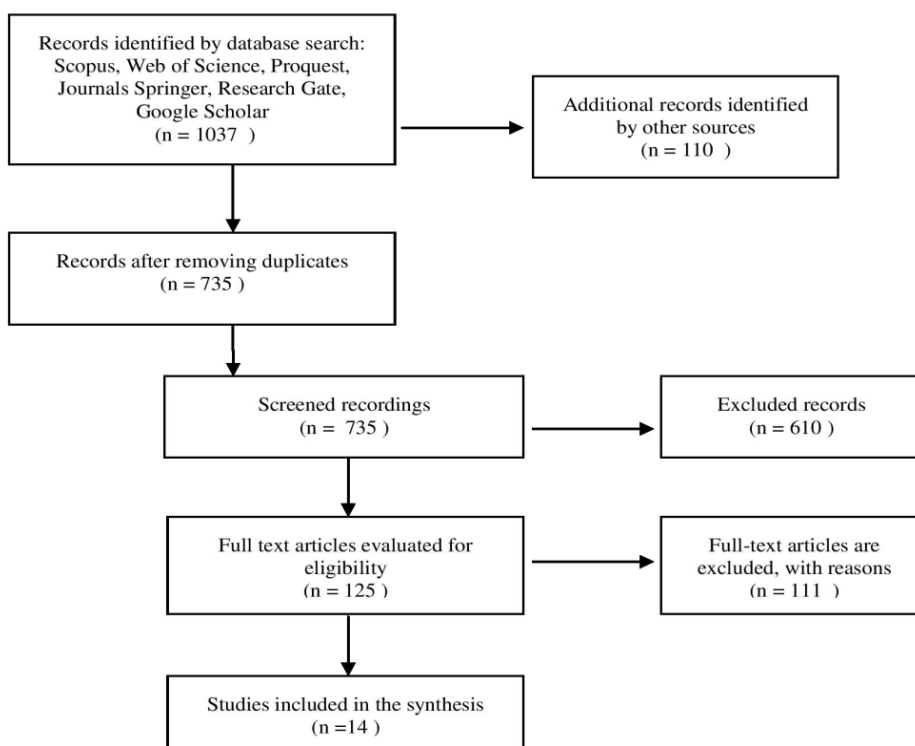 Records identified by database search:
Scopus, Web of Science, Proquest,
Journals Springer, Research Gate,
Google Scholar
(n = 1037 )
Additional records identified
by other sources
(n = 110 )
Records after removing duplicates
(n = 735 )
Screened recordings
(n = 735 )
Excluded records
(n = 610 )
Full text articles evaluated for
eligibility
(n = 125 )
Full-text articles are
excluded, with reasons
(n = 111 )
Studies included in the synthesis
(n =14 )